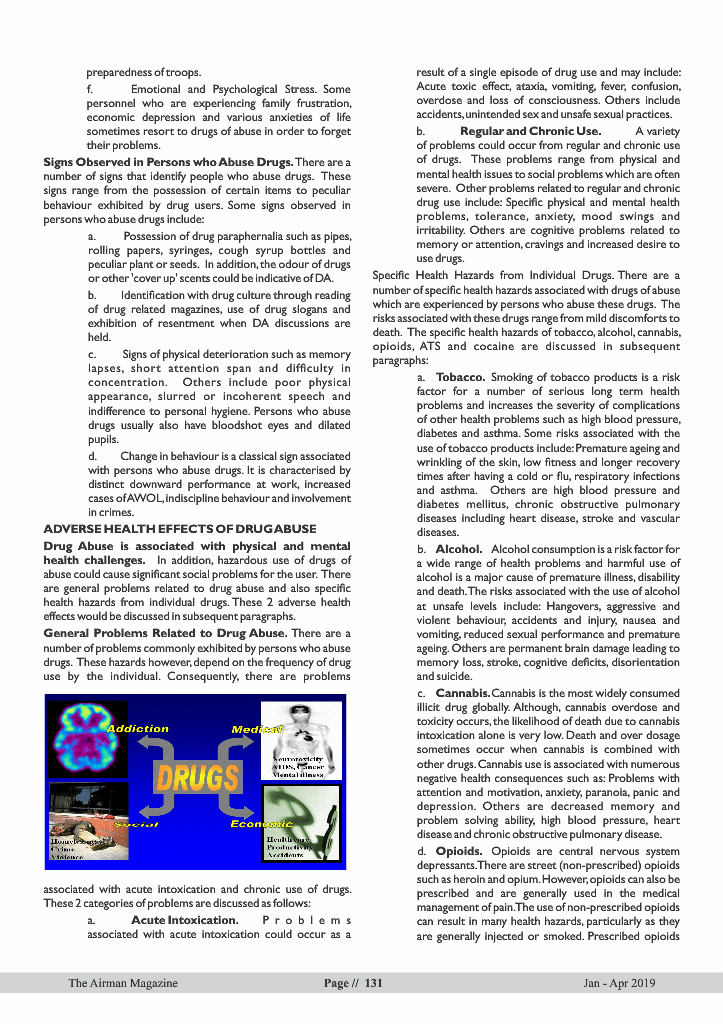 preparedness of troops.
f. Emotional and Psychological Stress. Some
personnel who are experiencing family frustration,
economic depression and various anxieties of life
sometimes resort to drugs of abuse in order to forget
their problems.
Signs Observed in Persons who Abuse Drugs. There are a
number of signs that identify people who abuse drugs. These
signs range from the possession of certain items to peculiar
behaviour exhibited by drug users. Some signs observed in
persons who abuse drugs include:
a. Possession of drug paraphernalia such as pipes,
rolling papers, syringes, cough syrup bottles and
peculiar plant or seeds. In addition, the odour of drugs
or other 'cover up' scents could be indicative of DA.
b. Identification with drug culture through reading
of drug related magazines, use of drug slogans and
exhibition of resentment when DA discussions are
held.
c. Signs of physical deterioration such as memory
lapses, short attention span and difficulty in
concentration. Others include poor physical
appearance, slurred or incoherent speech and
indifference to personal hygiene. Persons who abuse
drugs usually also have bloodshot eyes and dilated
pupils.
d. Change in behaviour is a classical sign associated
with persons who abuse drugs. It is characterised by
distinct downward performance at work, increased
cases of AWOL, indiscipline behaviour and involvement
in crimes.
ADVERSE HEALTH EFFECTS OF DRUG ABUSE
Drug Abuse is associated with physical and mental
health challenges. In addition, hazardous use of drugs of
abuse could cause significant social problems for the user. There
are general problems related to drug abuse and also specific
health hazards from individual drugs. These 2 adverse health
effects would be discussed in subsequent paragraphs.
General Problems Related to Drug Abuse. There are a
number of problems commonly exhibited by persons who abuse
drugs. These hazards however, depend on the frequency of drug
use by the individual. Consequently, there are problems
Addiction
Medical
Neurotoxicity
AIDS, Cancer
Mental illness
DRUGS
Social
Economic
Homelessness
Crime
Violence
Health care
Productivity
Accidents
associated with acute intoxication and chronic use of drugs.
These 2 categories of problems are discussed as follows:
a. Acute Intoxication. Problems
associated with acute intoxication could occur as a
result of a single episode of drug use and may include:
Acute toxic effect, ataxia, vomiting, fever, confusion,
overdose and loss of consciousness. Others include
accidents, unintended sex and unsafe sexual practices.
b. Regular and Chronic Use. A variety
of problems could occur from regular and chronic use
of drugs. These problems range from physical and
mental health issues to social problems which are often
severe. Other problems related to regular and chronic
drug use include: Specific physical and mental health
problems, tolerance, anxiety, mood swings and
irritability. Others are cognitive problems related to
memory or attention, cravings and increased desire to
use drugs.
Specific Health Hazards from Individual Drugs. There are a
number of specific health hazards associated with drugs of abuse
which are experienced by persons who abuse these drugs. The
risks associated with these drugs range from mild discomforts to
death. The specific health hazards of tobacco, alcohol, cannabis,
opioids, ATS and cocaine are discussed in subsequent
paragraphs:
a. Tobacco. Smoking of tobacco products is a risk
factor for a number of serious long term health
problems and increases the severity of complications
of other health problems such as high blood pressure,
diabetes and asthma. Some risks associated with the
use of tobacco products include: Premature ageing and
wrinkling of the skin, low fitness and longer recovery
times after having a cold or flu, respiratory infections
and asthma. Others are high blood pressure and
diabetes mellitus, chronic obstructive pulmonary
diseases including heart disease, stroke and vascular
diseases.
b. Alcohol. Alcohol consumption is a risk factor for
a wide range of health problems and harmful use of
alcohol is a major cause of premature illness, disability
and death. The risks associated with the use of alcohol
at unsafe levels include: Hangovers, aggressive and
violent behaviour, accidents and injury, nausea and
vomiting, reduced sexual performance and premature
ageing. Others are permanent brain damage leading to
memory loss, stroke, cognitive deficits, disorientation
and suicide.
c. Cannabis. Cannabis is the most widely consumed
illicit drug globally. Although, cannabis overdose and
toxicity occurs, the likelihood of death due to cannabis
intoxication alone is very low. Death and over dosage
sometimes occur when cannabis is combined with
other drugs. Cannabis use is associated with numerous
negative health consequences such as: Problems with
attention and motivation, anxiety, paranoia, panic and
depression. Others are decreased memory and
problem solving ability, high blood pressure, heart
disease and chronic obstructive pulmonary disease.
d. Opioids. Opioids are central nervous system
depressants. There are street (non-prescribed) opioids
such as heroin and opium. However, opioids can also be
prescribed and are generally used in the medical
management of pain. The use of non-prescribed opioids
can result in many health hazards, particularly as they
are generally injected or smoked. Prescribed opioids
The Airman Magazine
Page // 131
Jan - Apr 2019